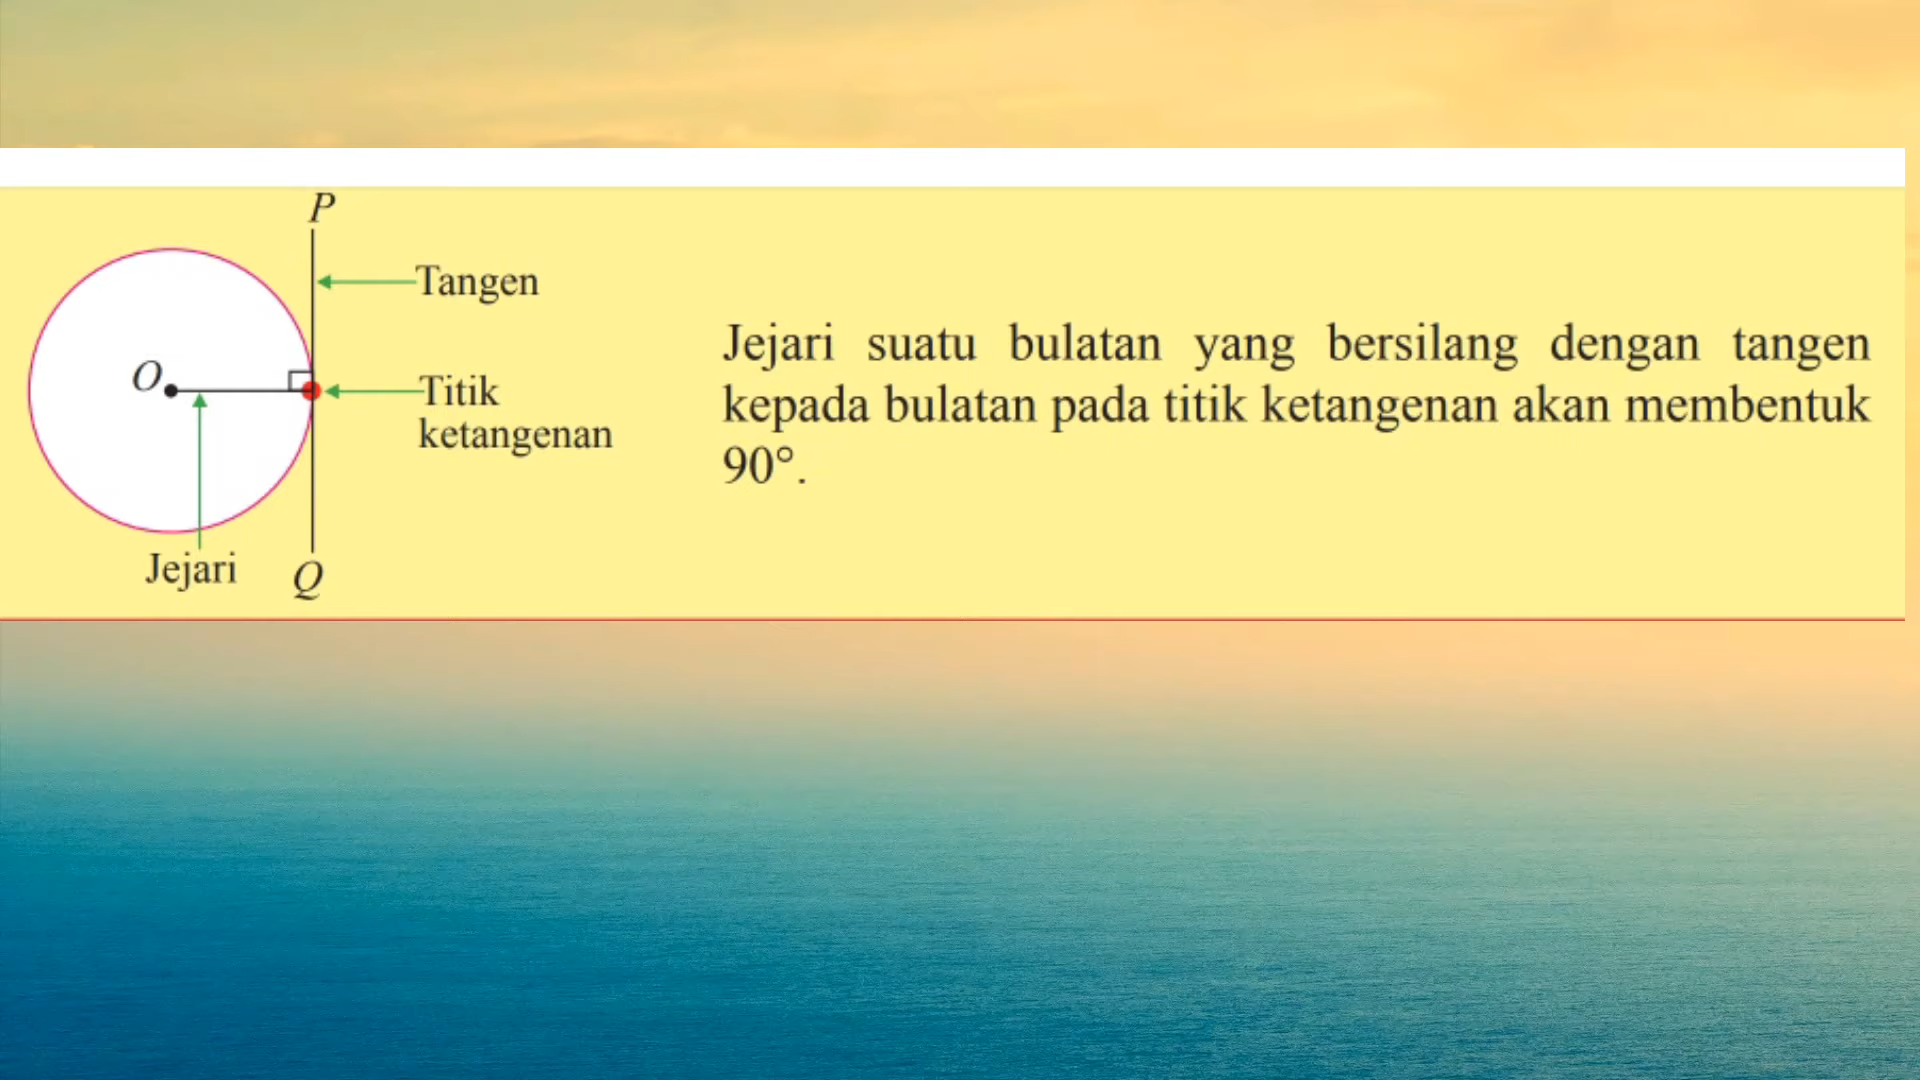 P
Tangen
O
Titik
ketangenan
Jejari
Q
Jejari suatu bulatan yang bersilang dengan tangen
kepada bulatan pada titik ketangenan akan membentuk
90°.